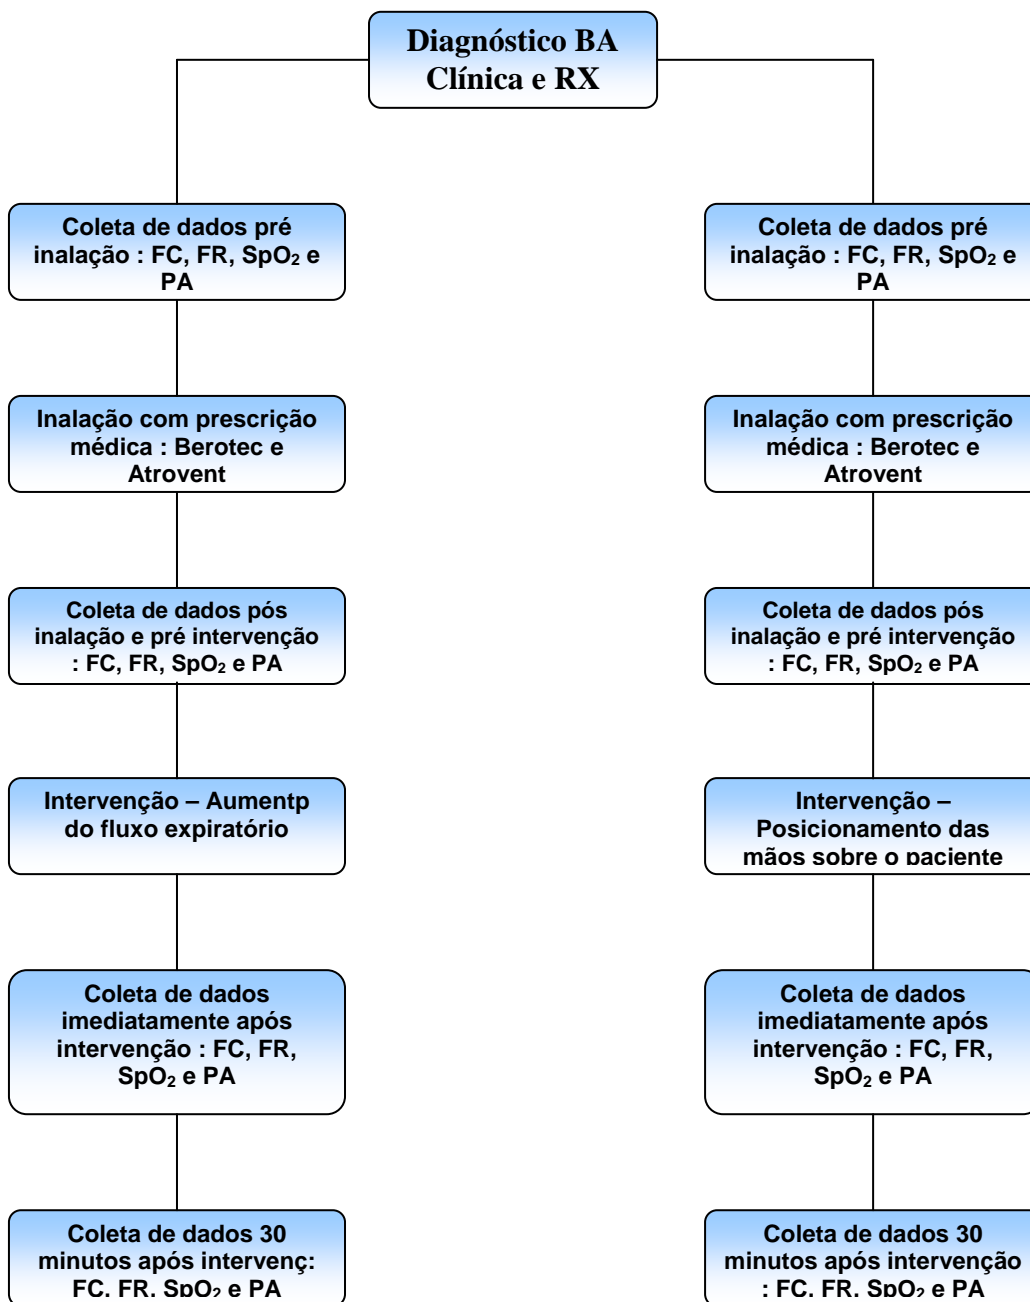 Diagnóstico BA
Clínica e RX
Coleta de dados pré
inalação : FC, FR, SpO₂ e
PA
Coleta de dados pré
inalação : FC, FR, SpO₂ e
PA
Inalação com prescrição
médica : Berotec e
Atrovent
Inalação com prescrição
médica : Berotec e
Atrovent
Coleta de dados pós
inalação e pré intervenção
: FC, FR, SpO₂ e PA
Coleta de dados pós
inalação e pré intervenção
: FC, FR, SpO₂ e PA
Intervenção – Aumentp
do fluxo expiratório
Intervenção –
Posicionamento das
mãos sobre o paciente
Coleta de dados
imediatamente após
intervenção : FC, FR,
SpO₂ e PA
Coleta de dados
imediatamente após
intervenção : FC, FR,
SpO₂ e PA
Coleta de dados 30
minutos após intervenç:
FC, FR, SpO₂ e PA
Coleta de dados 30
minutos após intervenção
: FC, FR, SpO₂ e PA